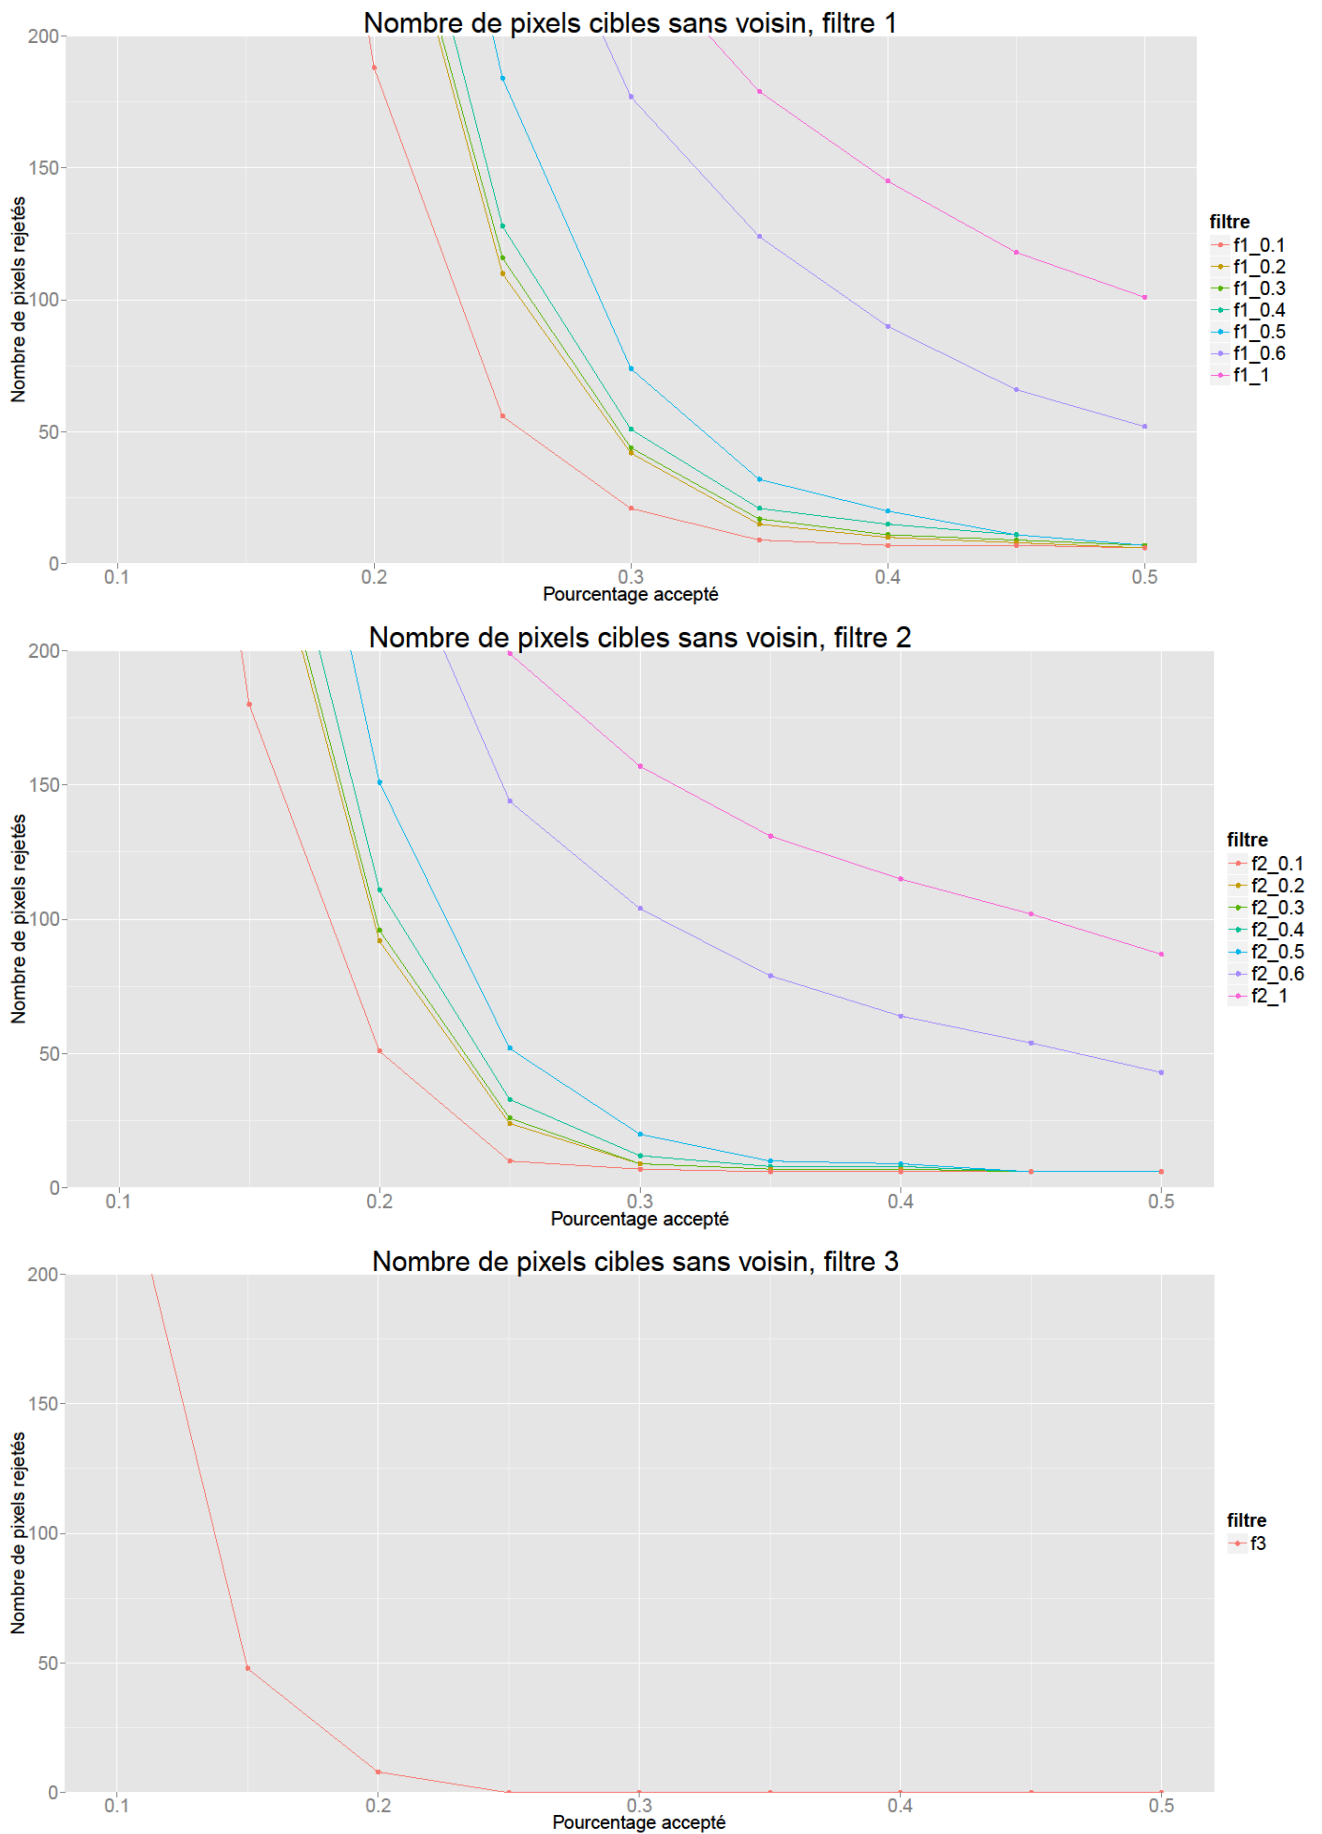 Nombre de pixels cibles sans voisin, filtre 1
200
150
100
50
0
Nombre de pixels rejetés
0.1 0.2 0.3 0.4 0.5
Pourcentage accepté
filtre
f1_0.1
f1_0.2
f1_0.3
f1_0.4
f1_0.5
f1_0.6
f1_1
Nombre de pixels cibles sans voisin, filtre 2
200
150
100
50
0
Nombre de pixels rejetés
0.1 0.2 0.3 0.4 0.5
Pourcentage accepté
filtre
f2_0.1
f2_0.2
f2_0.3
f2_0.4
f2_0.5
f2_0.6
f2_1
Nombre de pixels cibles sans voisin, filtre 3
200
150
100
50
0
Nombre de pixels rejetés
0.1 0.2 0.3 0.4 0.5
Pourcentage accepté
filtre
f3